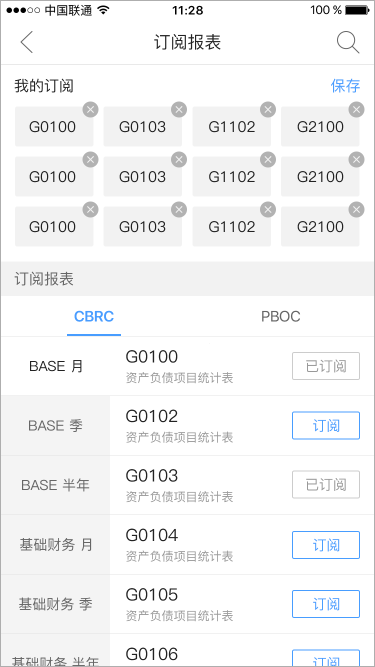 中国联通 11:28 100 %
订阅报表
我的订阅 保存
G0100 G0103 G1102 G2100
G0100 G0103 G1102 G2100
G0100 G0103 G1102 G2100
订阅报表
CBRC PBOC
BASE 月 G0100 已订阅
资产负债项目统计表
BASE 季 G0102 订阅
资产负债项目统计表
BASE 半年 G0103 已订阅
资产负债项目统计表
基础财务 月 G0104 订阅
资产负债项目统计表
基础财务 季 G0105 订阅
资产负债项目统计表
基础财务 半年 G0106 订阅